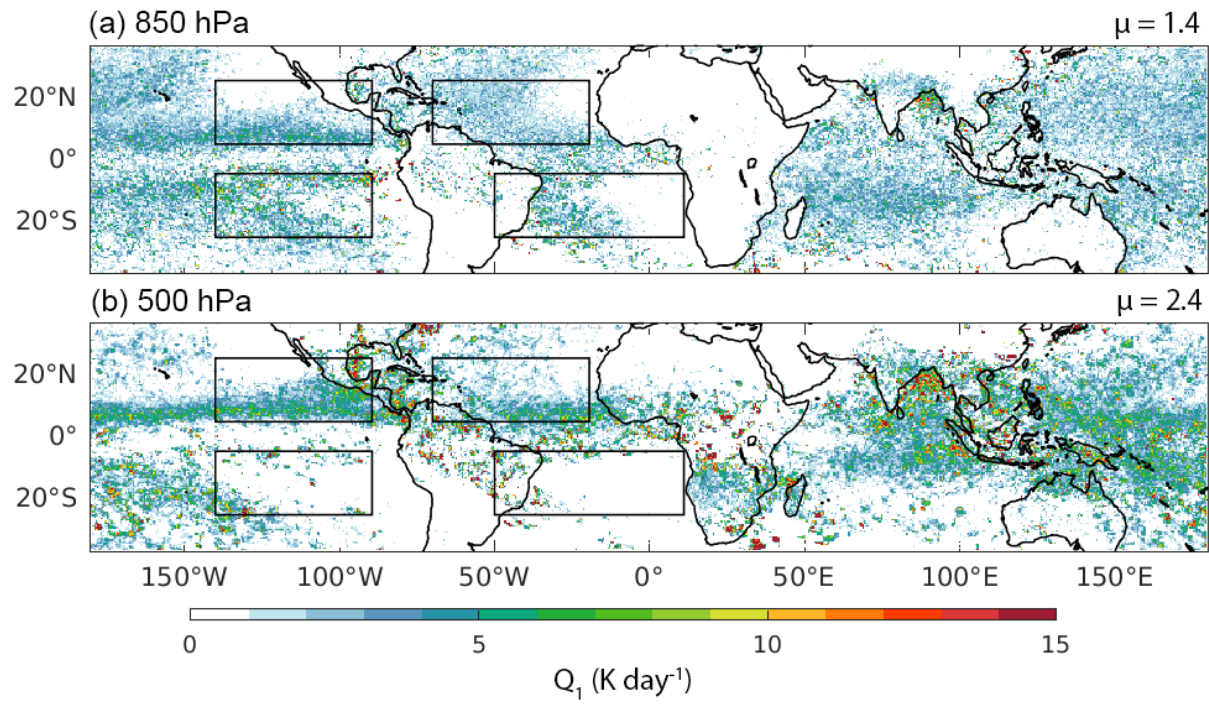 (a) 850 hPa μ = 1.4
20°N
0°
20°S
(b) 500 hPa μ = 2.4
20°N
0°
20°S
150°W 100°W 50°W 0° 50°E 100°E 150°E
0 5 10 15
Q₁ (K day⁻¹)